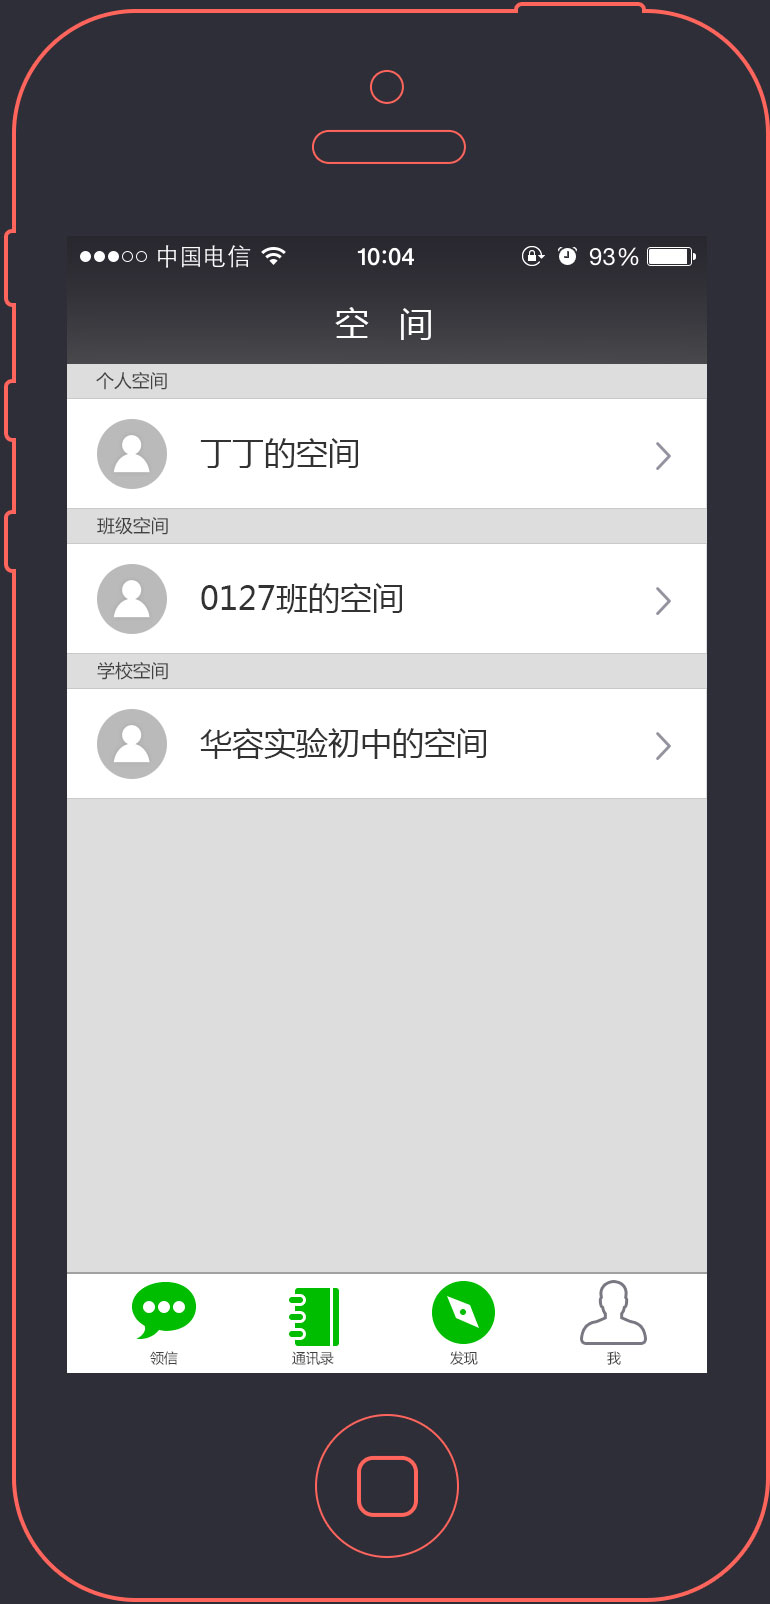 中国电信 10:04 93%
空 间
个人空间
丁丁的空间
班级空间
0127班的空间
学校空间
华容实验初中的空间
领信 通讯录 发现 我